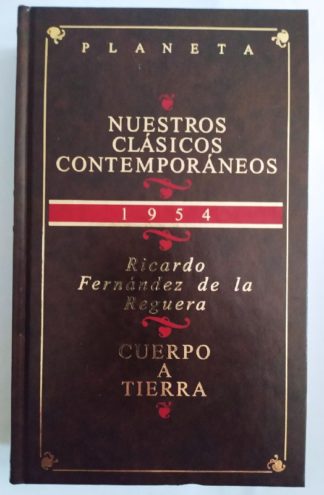 PLANETA
NUESTROS
CLÁSICOS
CONTEMPORÁNEOS
1954
Ricardo
Fernández de la
Reguera
CUERPO
A
TIERRA